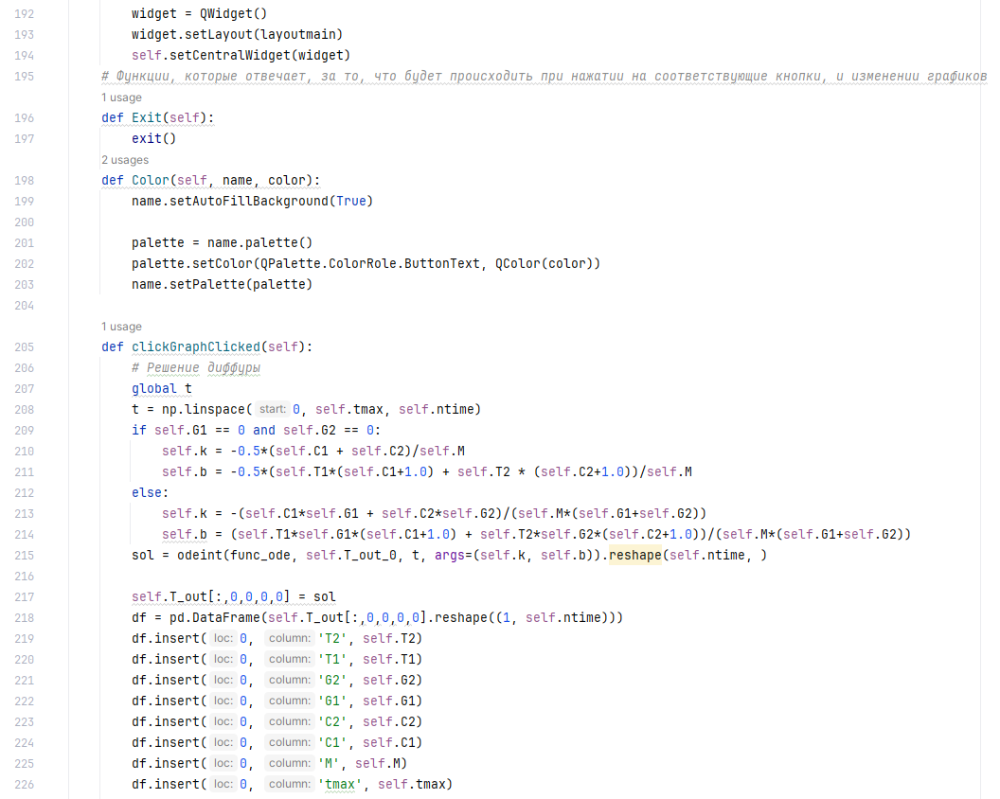 192 widget = QWidget()
193 widget.setLayout(layoutmain)
194 self.setCentralWidget(widget)
195 # Функции, которые отвечает, за то, что будет происходить при нажатии на соответствующие кнопки, и изменении графиков
1 usage
196 def Exit(self):
197 exit()
2 usages
198 def Color(self, name, color):
199 name.setAutoFillBackground(True)
200
201 palette = name.palette()
202 palette.setColor(QPalette.ColorRole.ButtonText, QColor(color))
203 name.setPalette(palette)
204
1 usage
205 def clickGraphClicked(self):
206 # Решение диффуры
207 global t
208 t = np.linspace( start: 0, self.tmax, self.ntime)
209 if self.G1 == 0 and self.G2 == 0:
210 self.k = -0.5*(self.C1 + self.C2)/self.M
211 self.b = -0.5*(self.T1*(self.C1+1.0) + self.T2 * (self.C2+1.0))/self.M
212 else:
213 self.k = -(self.C1*self.G1 + self.C2*self.G2)/(self.M*(self.G1+self.G2))
214 self.b = (self.T1*self.G1*(self.C1+1.0) + self.T2*self.G2*(self.C2+1.0))/(self.M*(self.G1+self.G2))
215 sol = odeint(func_ode, self.T_out_0, t, args=(self.k, self.b)).reshape(self.ntime, )
216
217 self.T_out[:,0,0,0,0] = sol
218 df = pd.DataFrame(self.T_out[:,0,0,0,0].reshape((1, self.ntime)))
219 df.insert( loc: 0, column: 'T2', self.T2)
220 df.insert( loc: 0, column: 'T1', self.T1)
221 df.insert( loc: 0, column: 'G2', self.G2)
222 df.insert( loc: 0, column: 'G1', self.G1)
223 df.insert( loc: 0, column: 'C2', self.C2)
224 df.insert( loc: 0, column: 'C1', self.C1)
225 df.insert( loc: 0, column: 'M', self.M)
226 df.insert( loc: 0, column: 'tmax', self.tmax)